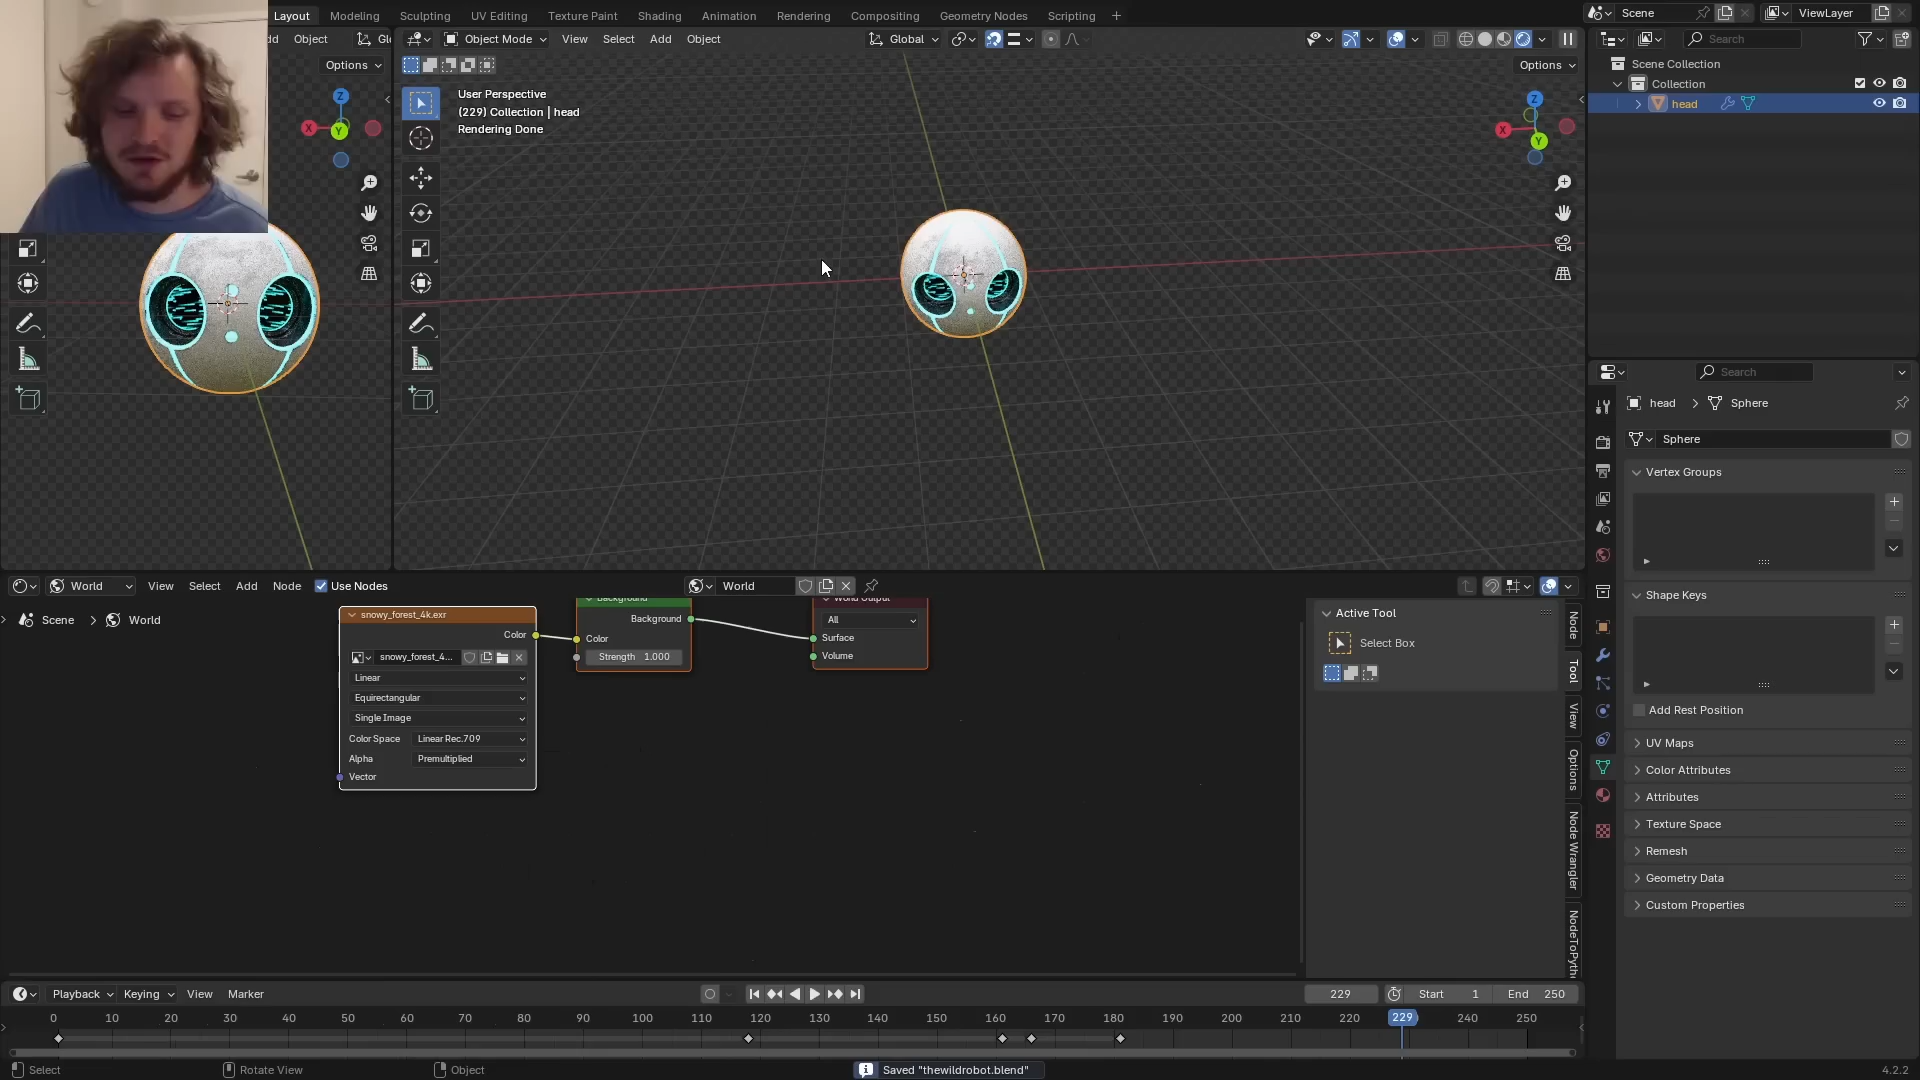 Layout Modeling Sculpting UV Editing Texture Paint Shading Animation Rendering Compositing Geometry Nodes Scripting
Scene ViewLayer
Object
Object Mode View Select Add Object Global
Search
Options
Options
User Perspective
(229) Collection | head
Rendering Done
Z
X
Y
Z
X
Y
Scene Collection
Collection
head
Search
head > Sphere
Sphere
Vertex Groups
Shape Keys
Add Rest Position
UV Maps
Color Attributes
Attributes
Texture Space
Remesh
Geometry Data
Custom Properties
World View Select Add Node Use Nodes World
Scene > World
snowy_forest_4k.exr
Color
snowy_forest_4...
Linear
Equirectangular
Single Image
Color Space Linear Rec.709
Alpha Premultiplied
Vector
Background
Background
Color
Strength 1.000
World Output
All
Surface
Volume
Active Tool
Select Box
Node
Tool
View
Options
Node Wrangler
NodeToPyth
Playback Keying View Marker
229 Start 1 End 250
0 10 20 30 40 50 60 70 80 90 100 110 120 130 140 150 160 170 180 190 200 210 220 229 240 250
Select Rotate View Object Saved "thewildrobot.blend" 4.2.2